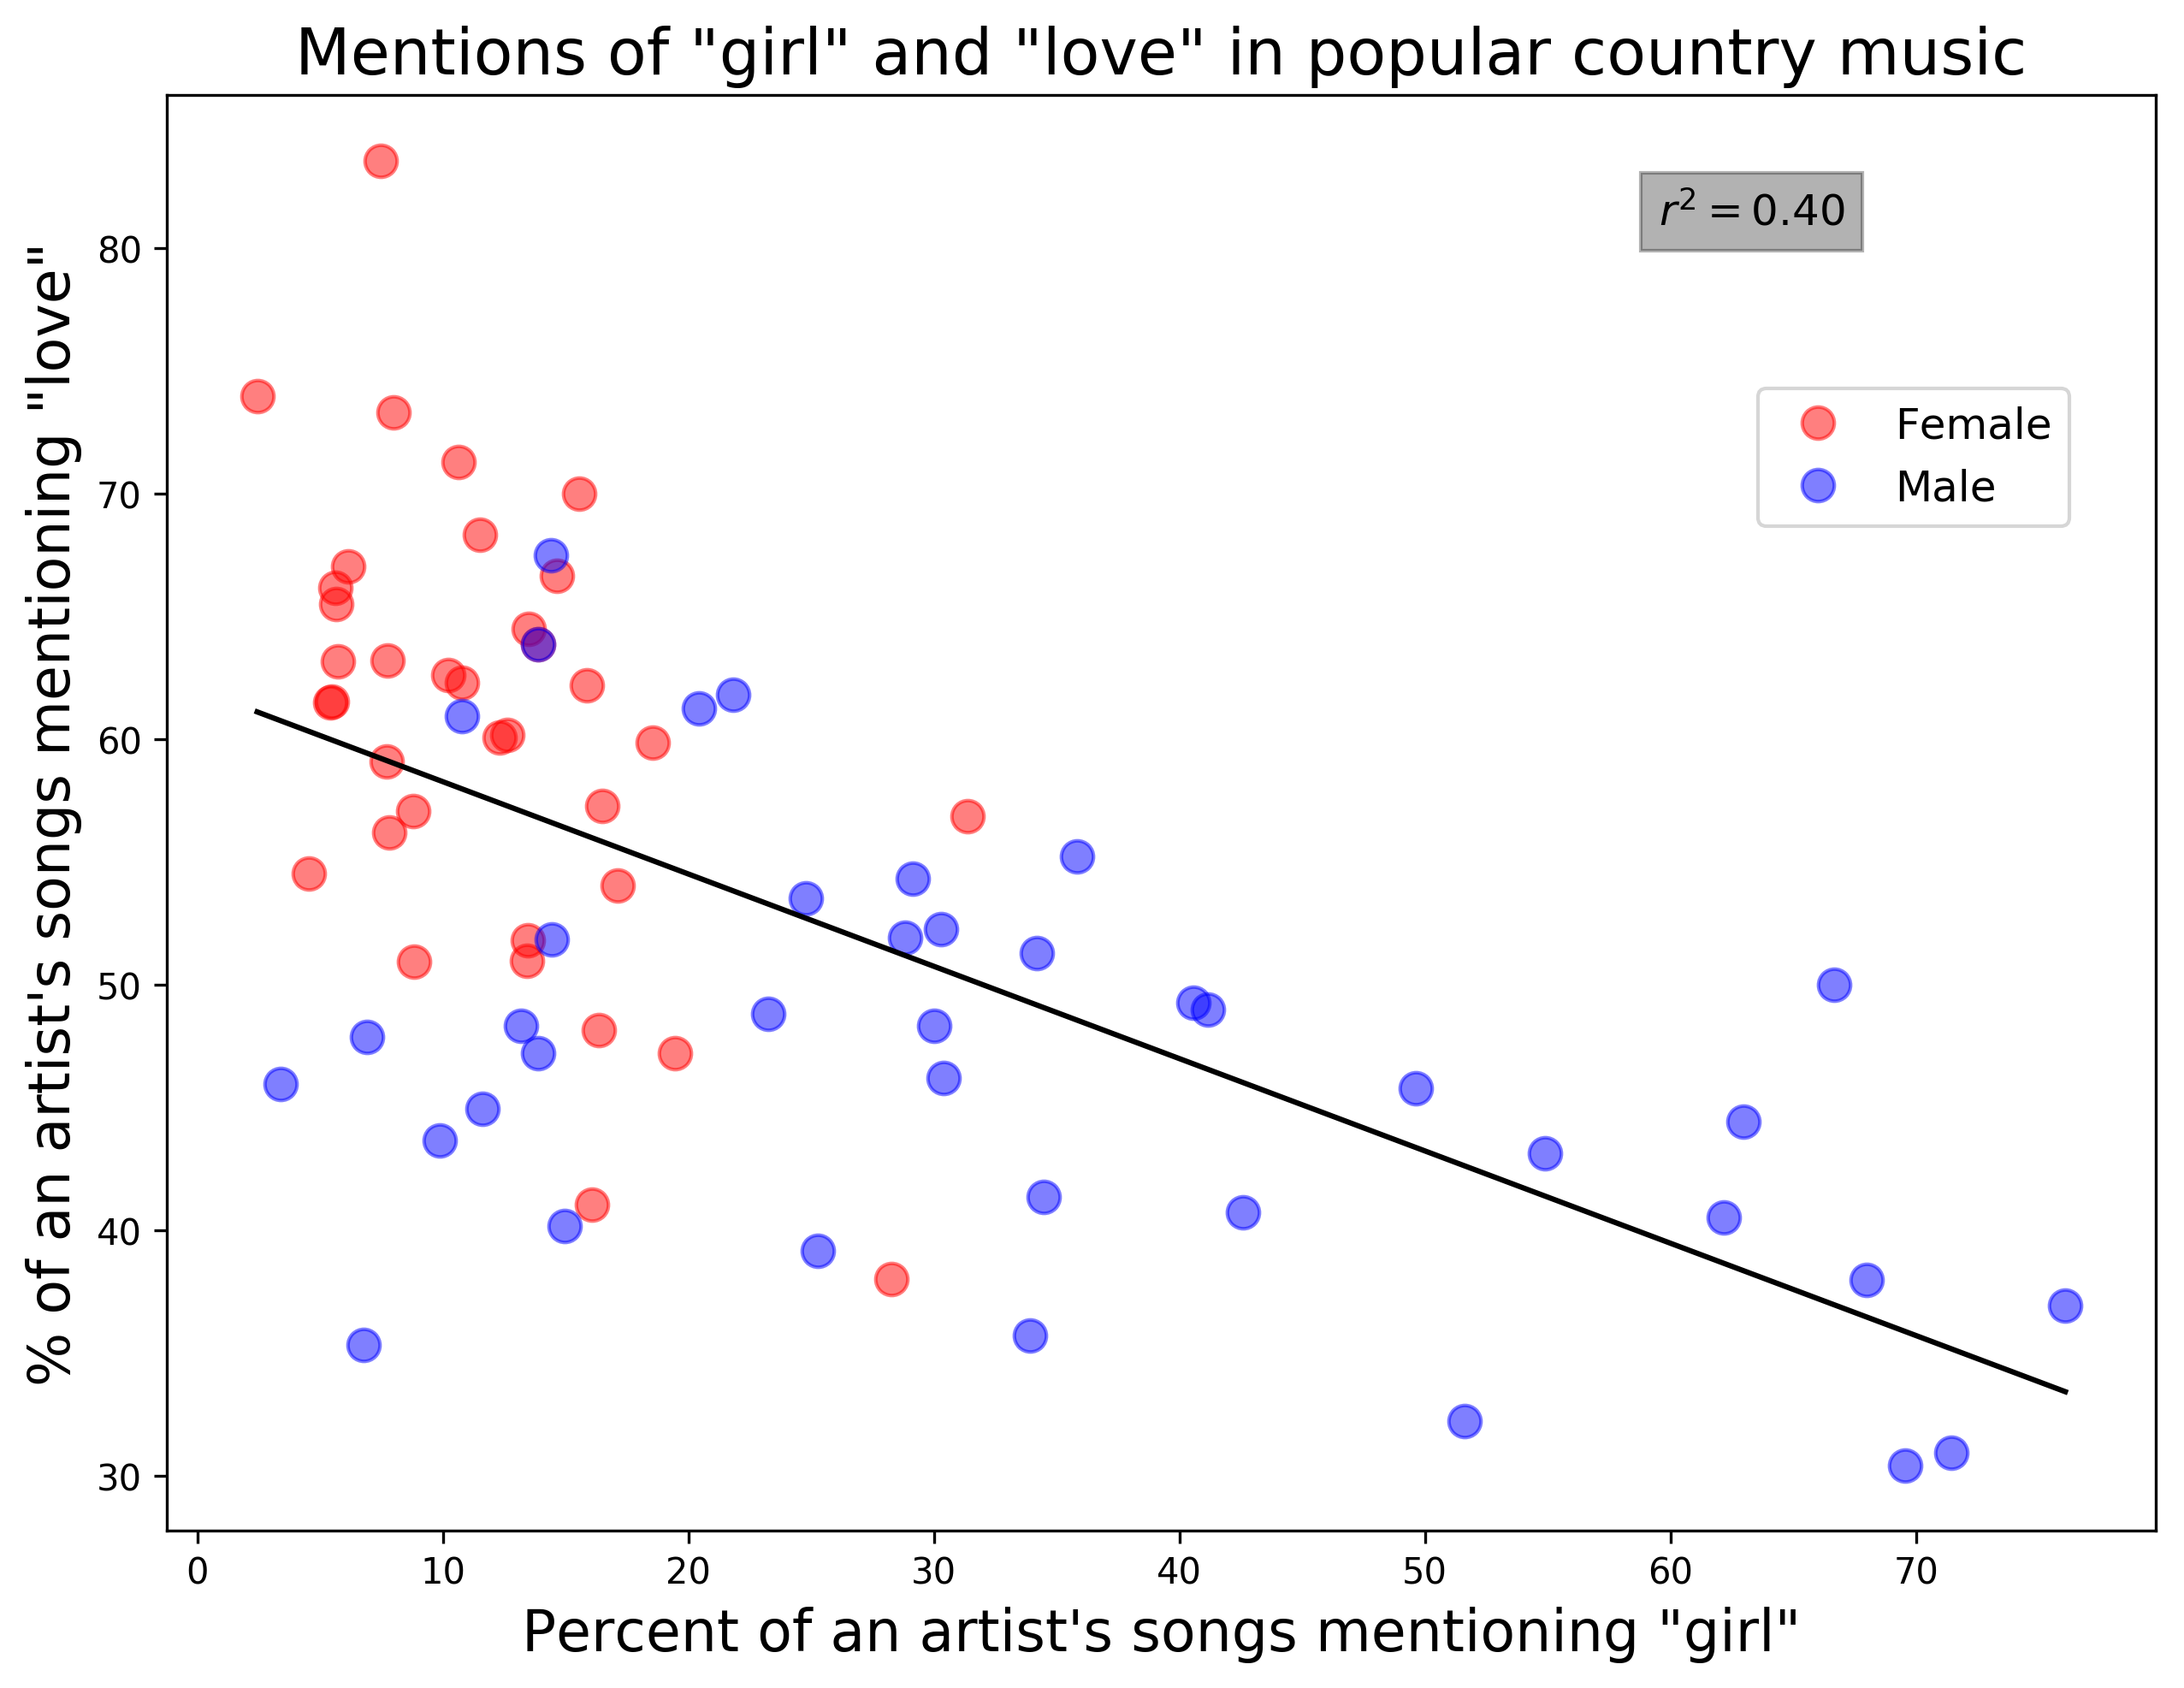 Mentions of "girl" and "love" in popular country music
% of an artist's songs mentioning "love"
80
70
60
50
40
30
r² = 0.40
Female
Male
0 10 20 30 40 50 60 70
Percent of an artist's songs mentioning "girl"